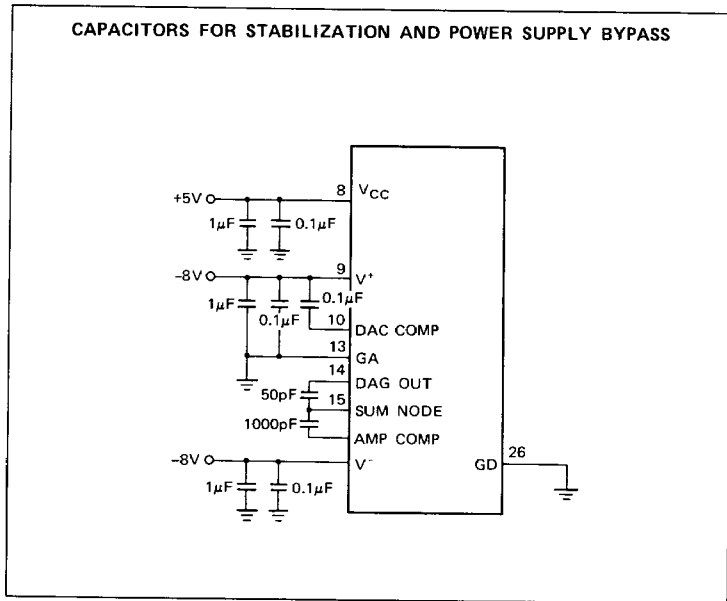 CAPACITORS FOR STABILIZATION AND POWER SUPPLY BYPASS
+5V
8
VCC
1µF
0.1µF
-8V
9
V+
1µF
0.1µF
0.1µF
10
DAC COMP
13
GA
14
DAG OUT
50pF
15
SUM NODE
1000pF
AMP COMP
-8V
V-
1µF
0.1µF
GD
26